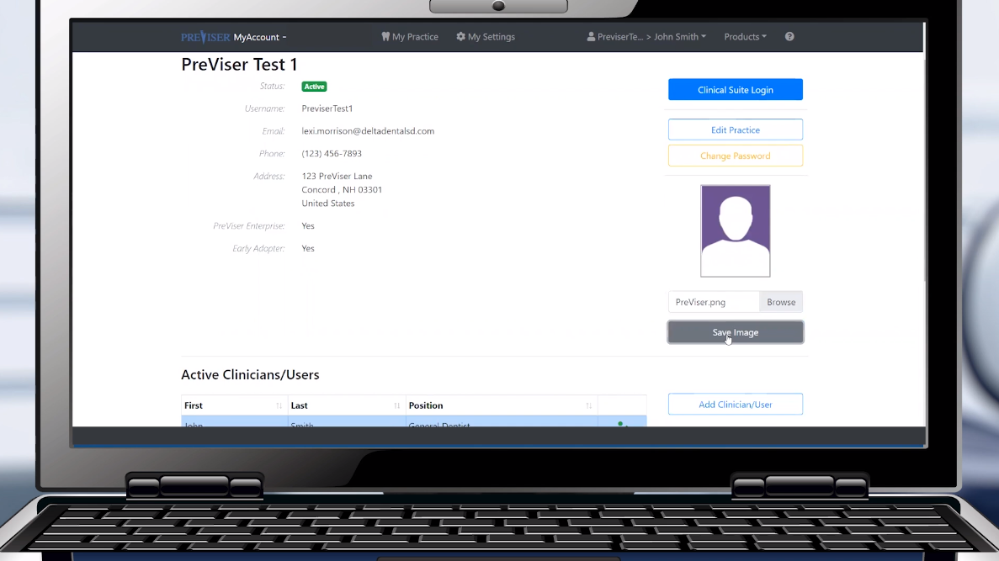 PREVISER MyAccount
My Practice
My Settings
PreviserTe... > John Smith
Products
?
PreViser Test 1
Status: Active
Username: PreviserTest1
Email: lexi.morrison@deltadentalsd.com
Phone: (123) 456-7893
Address: 123 PreViser Lane
Concord , NH 03301
United States
PreViser Enterprise: Yes
Early Adopter: Yes
Clinical Suite Login
Edit Practice
Change Password
PreViser.png Browse
Save Image
Active Clinicians/Users
First Last Position
John Smith General Dentist
Add Clinician/User